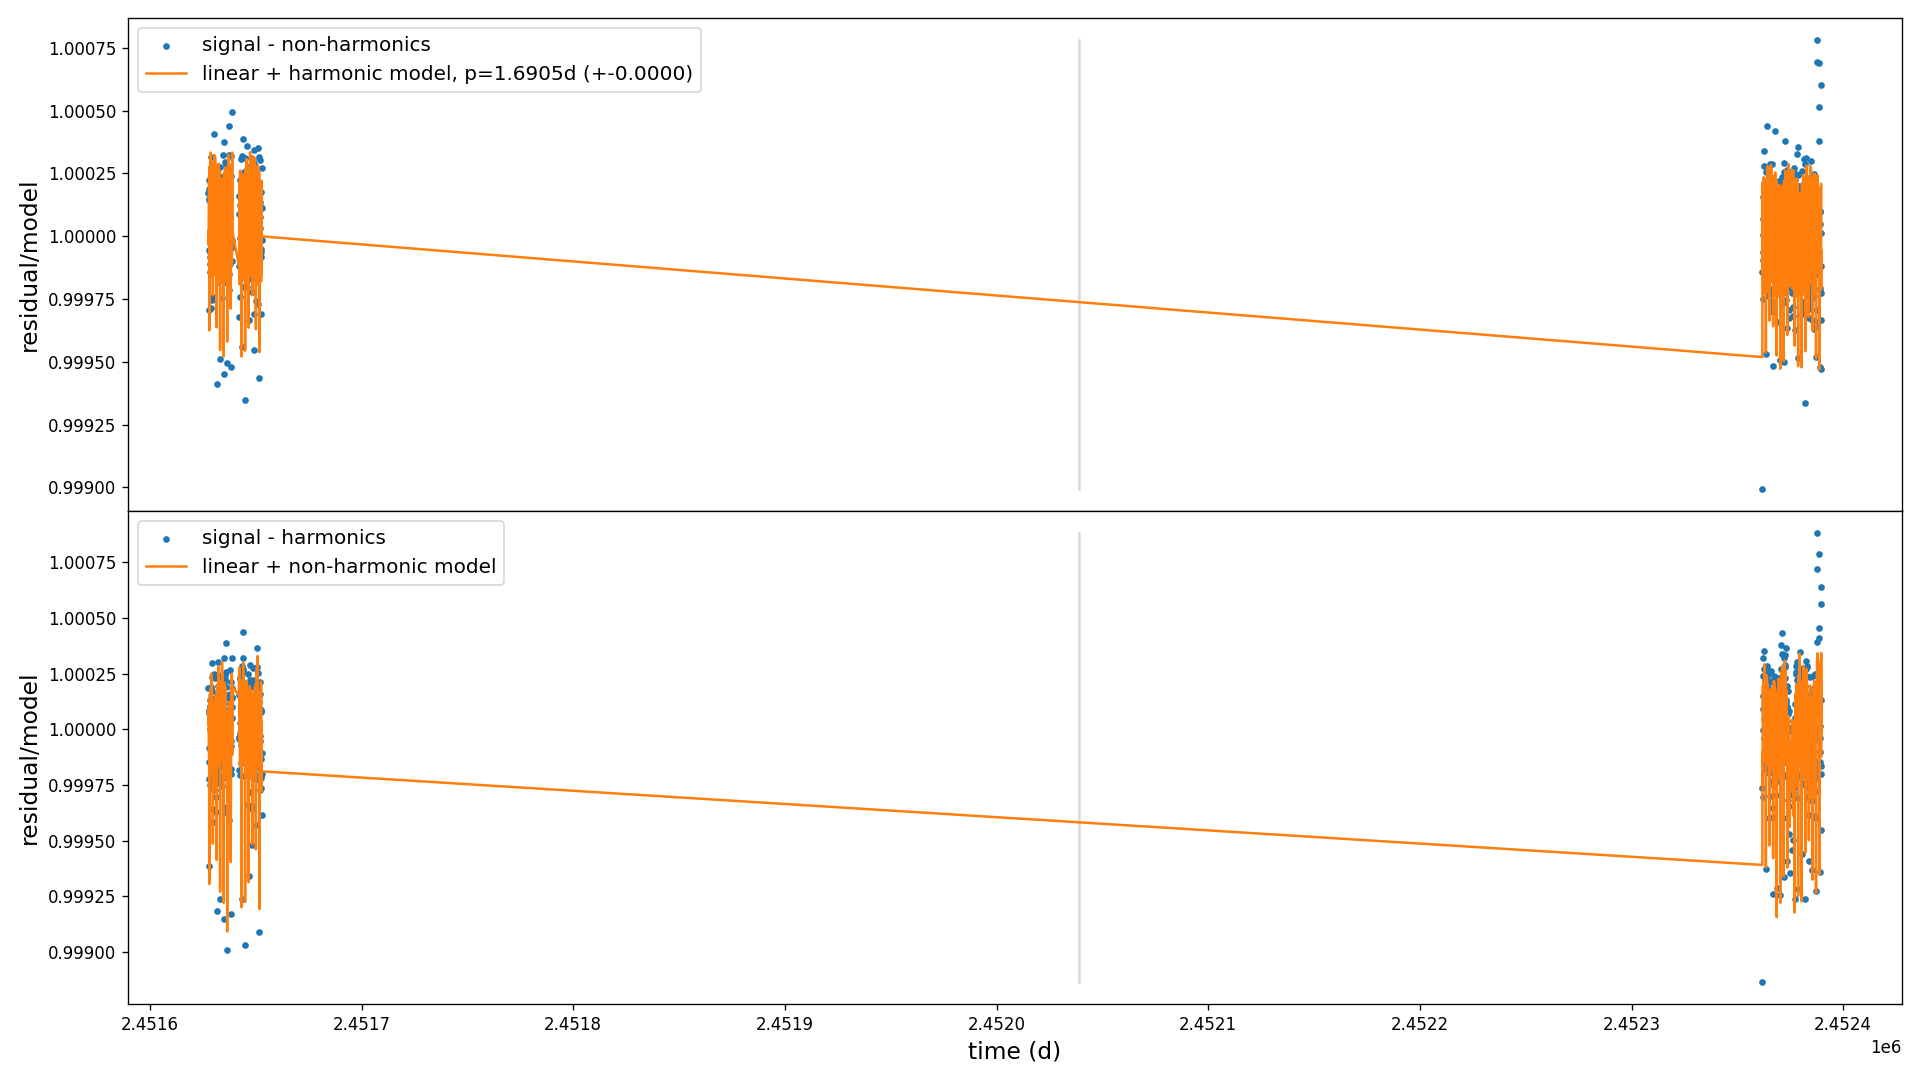 signal - non-harmonics
linear + harmonic model, p=1.6905d (+-0.0000)
1.00075
1.00050
1.00025
1.00000
0.99975
0.99950
0.99925
0.99900
residual/model
signal - harmonics
linear + non-harmonic model
1.00075
1.00050
1.00025
1.00000
0.99975
0.99950
0.99925
0.99900
residual/model
2.4516 2.4517 2.4518 2.4519 2.4520 2.4521 2.4522 2.4523 2.4524
time (d)
1e6